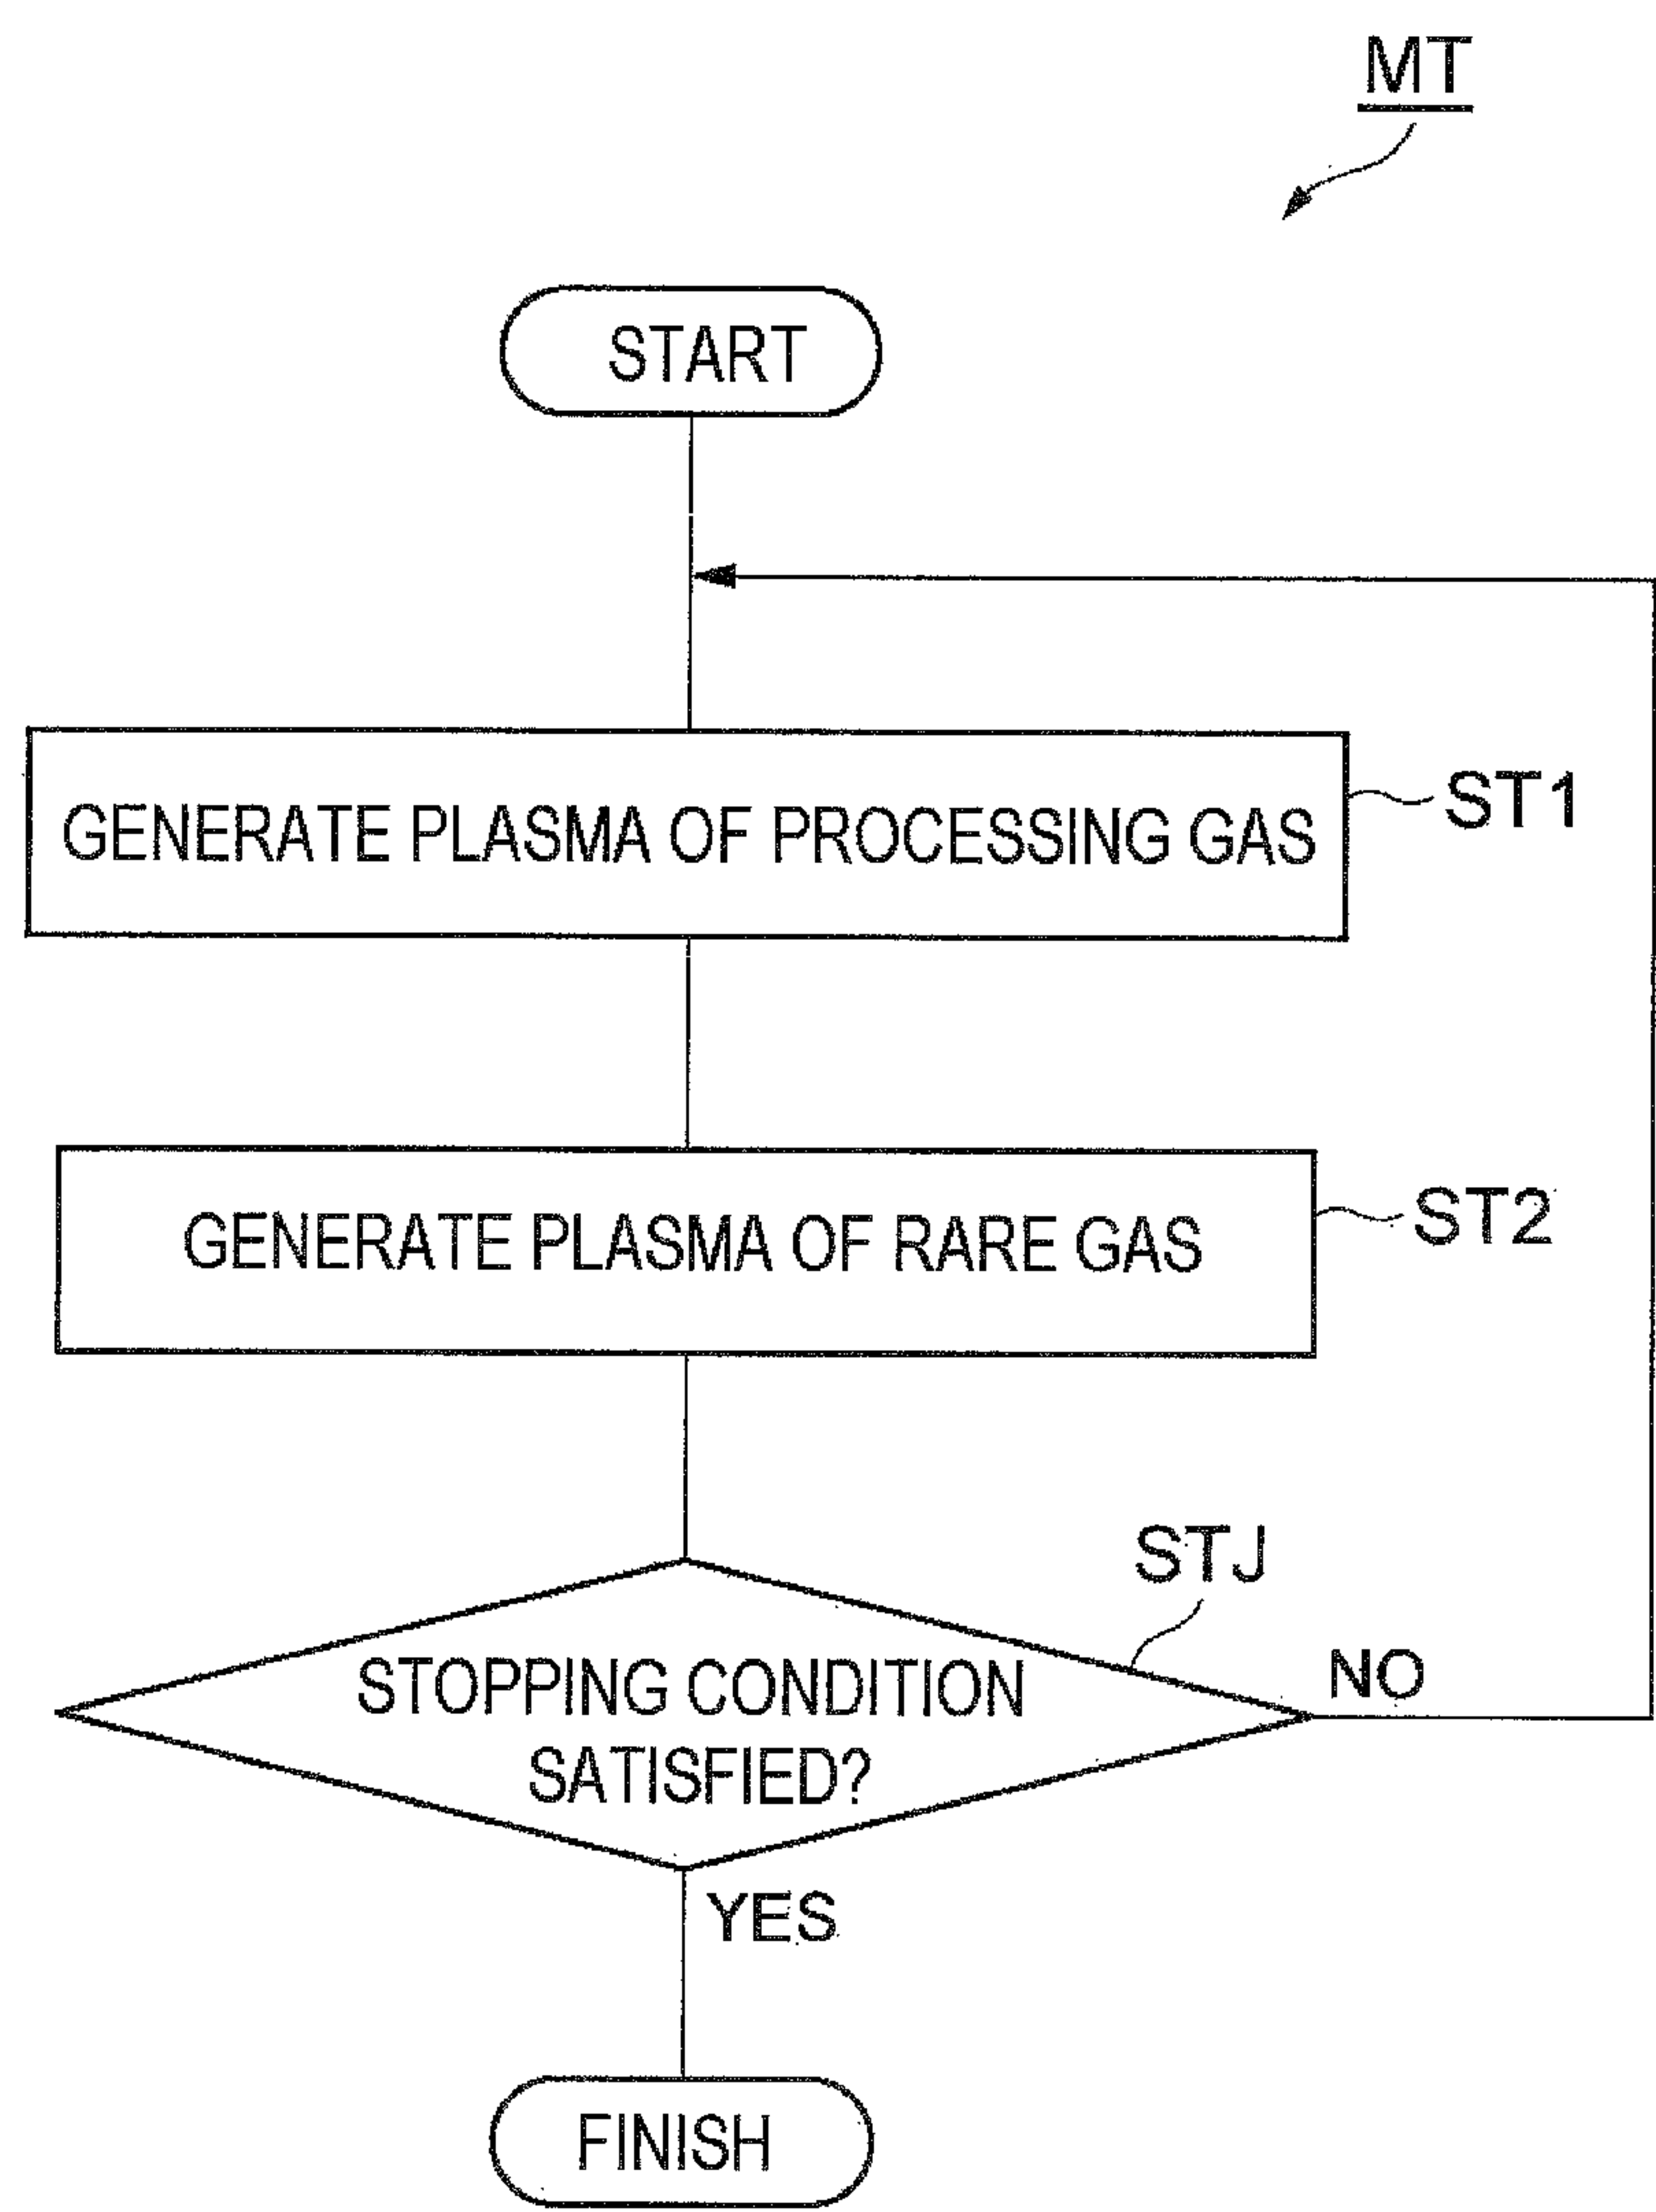 MT
START
GENERATE PLASMA OF PROCESSING GAS
ST1
GENERATE PLASMA OF RARE GAS
ST2
STJ
STOPPING CONDITION
SATISFIED?
NO
YES
FINISH